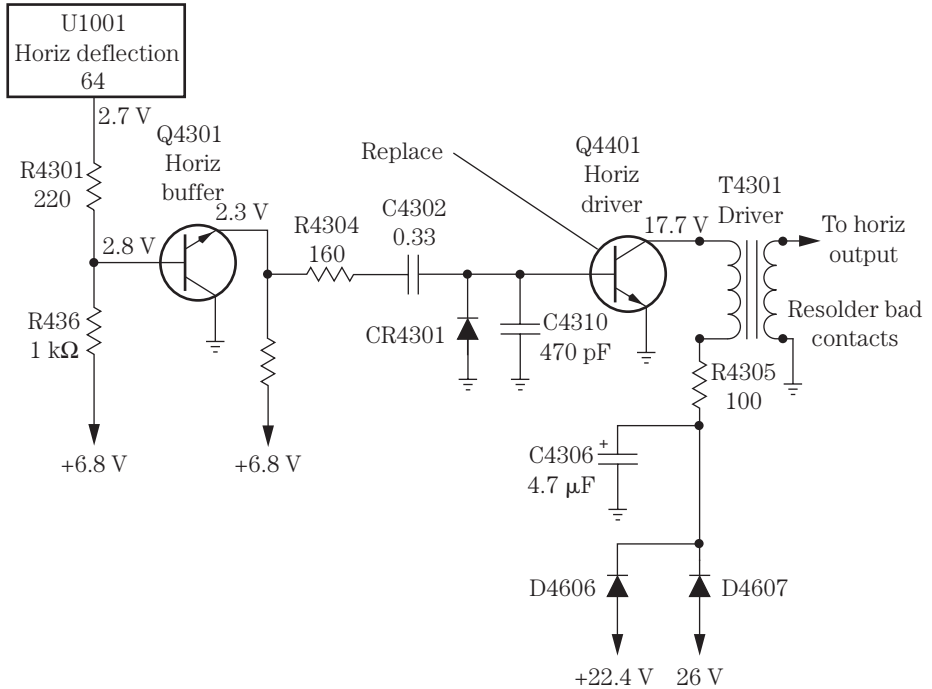 U1001
Horiz deflection
64
2.7 V
Q4301
Horiz
buffer
R4301
220
2.8 V
2.3 V
R436
1 kΩ
+6.8 V
+6.8 V
R4304
160
C4302
0.33
Replace
CR4301
C4310
470 pF
Q4401
Horiz
driver
17.7 V
T4301
Driver
To horiz
output
Resolder bad
contacts
R4305
100
+
C4306
4.7 μF
D4606
D4607
+22.4 V
26 V